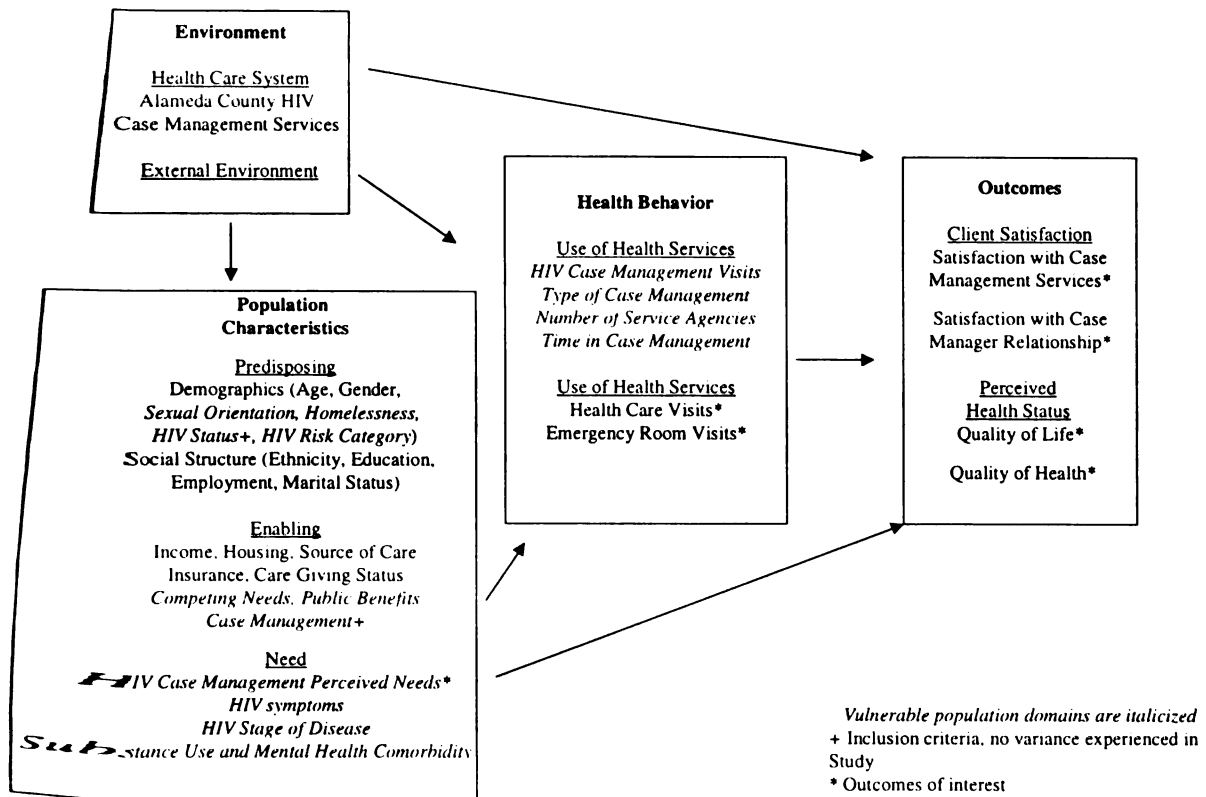 Environment
Health Care System
Alameda County HIV
Case Management Services
External Environment
Population
Characteristics
Predisposing
Demographics (Age, Gender,
Sexual Orientation, Homelessness,
HIV Status+, HIV Risk Category)
Social Structure (Ethnicity, Education,
Employment, Marital Status)
Enabling
Income, Housing, Source of Care
Insurance, Care Giving Status
Competing Needs, Public Benefits
Case Management+
Need
HIV Case Management Perceived Needs*
HIV symptoms
HIV Stage of Disease
Substance Use and Mental Health Comorbidity
Health Behavior
Use of Health Services
HIV Case Management Visits
Type of Case Management
Number of Service Agencies
Time in Case Management
Use of Health Services
Health Care Visits*
Emergency Room Visits*
Outcomes
Client Satisfaction
Satisfaction with Case
Management Services*
Satisfaction with Case
Manager Relationship*
Perceived
Health Status
Quality of Life*
Quality of Health*
Vulnerable population domains are italicized
+ Inclusion criteria, no variance experienced in
Study
* Outcomes of interest